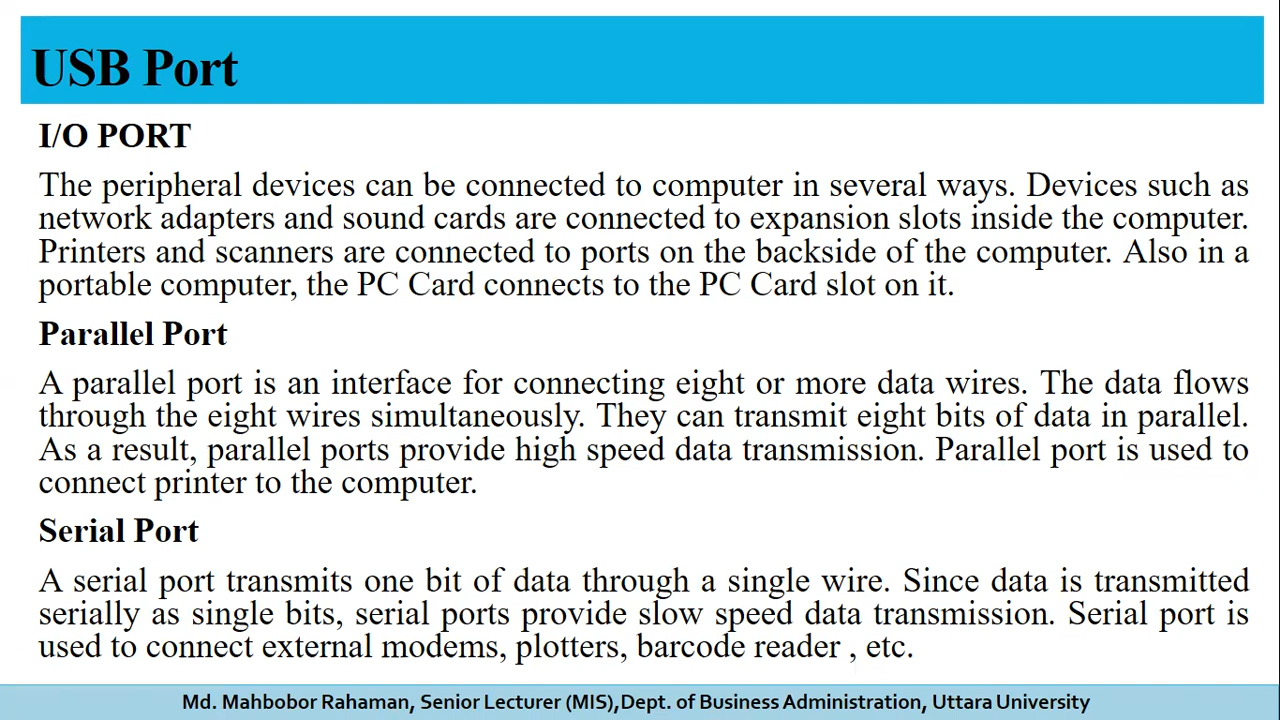 USB Port
I/O PORT
The peripheral devices can be connected to computer in several ways. Devices such as
network adapters and sound cards are connected to expansion slots inside the computer.
Printers and scanners are connected to ports on the backside of the computer. Also in a
portable computer, the PC Card connects to the PC Card slot on it.
Parallel Port
A parallel port is an interface for connecting eight or more data wires. The data flows
through the eight wires simultaneously. They can transmit eight bits of data in parallel.
As a result, parallel ports provide high speed data transmission. Parallel port is used to
connect printer to the computer.
Serial Port
A serial port transmits one bit of data through a single wire. Since data is transmitted
serially as single bits, serial ports provide slow speed data transmission. Serial port is
used to connect external modems, plotters, barcode reader , etc.
Md. Mahbobor Rahaman, Senior Lecturer (MIS),Dept. of Business Administration, Uttara University